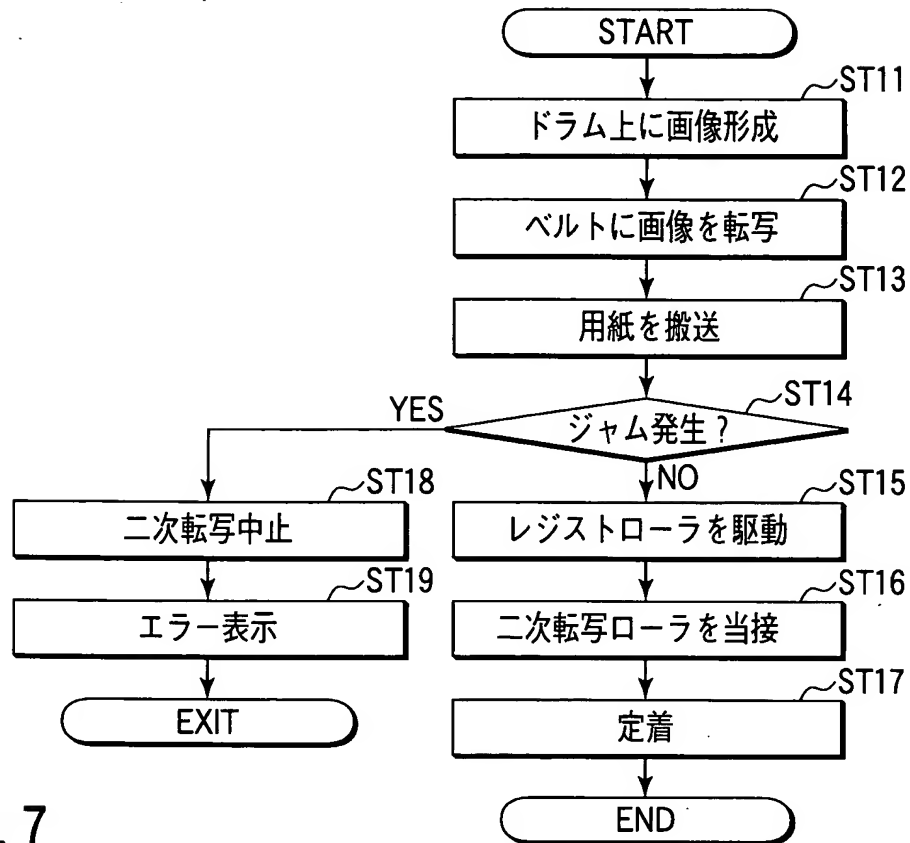 START
ST11
ドラム上に画像形成
ST12
ベルトに画像を転写
ST13
用紙を搬送
ST14
ジャム発生?
YES
NO
ST18
二次転写中止
ST19
エラー表示
EXIT
ST15
レジストローラを駆動
ST16
二次転写ローラを当接
ST17
定着
END
. 7